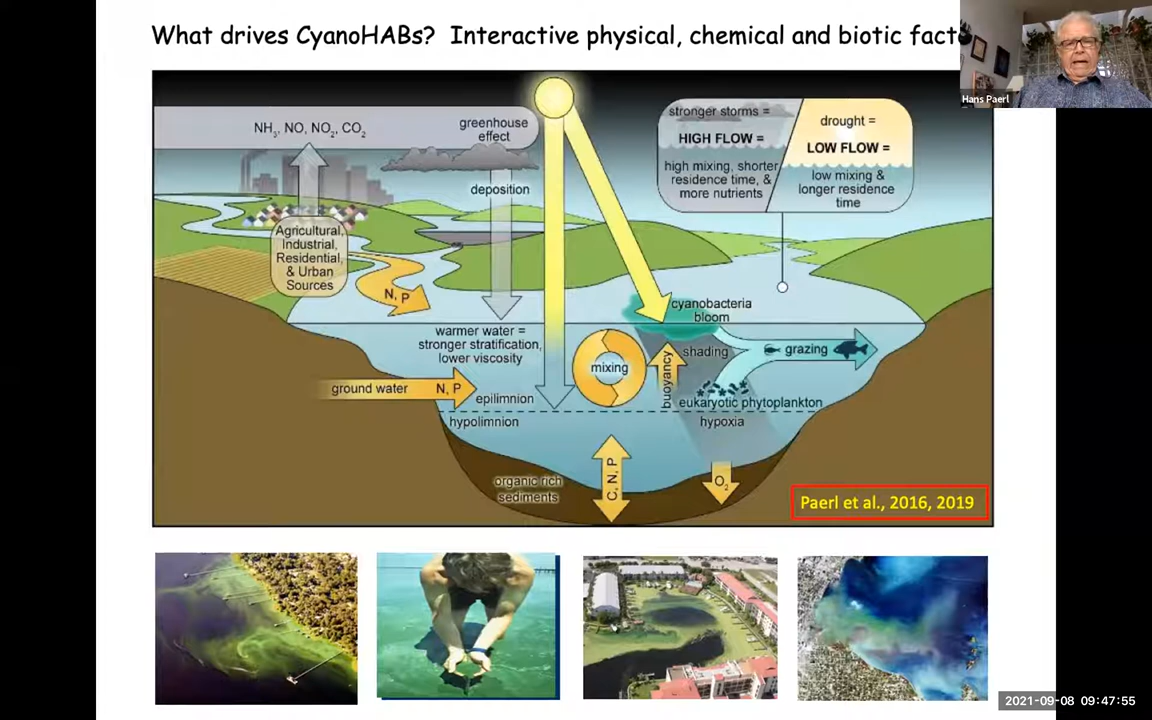 What drives CyanoHABs? Interactive physical, chemical and biotic fact
Hans Paerl
NH3, NO, NO2, CO2
greenhouse
effect
deposition
stronger storms =
HIGH FLOW =
high mixing, shorter
residence time, &
more nutrients
drought =
LOW FLOW =
low mixing &
longer residence
time
Agricultural,
Industrial,
Residential,
& Urban
Sources
N, P
cyanobacteria
bloom
warmer water =
stronger stratification,
lower viscosity
mixing
buoyancy
shading
grazing
ground water
N, P
epilimnion
eukaryotic phytoplankton
hypolimnion
hypoxia
organic rich
sediments
C, N, P
O2
Paerl et al., 2016, 2019
2021-09-08 09:47:55